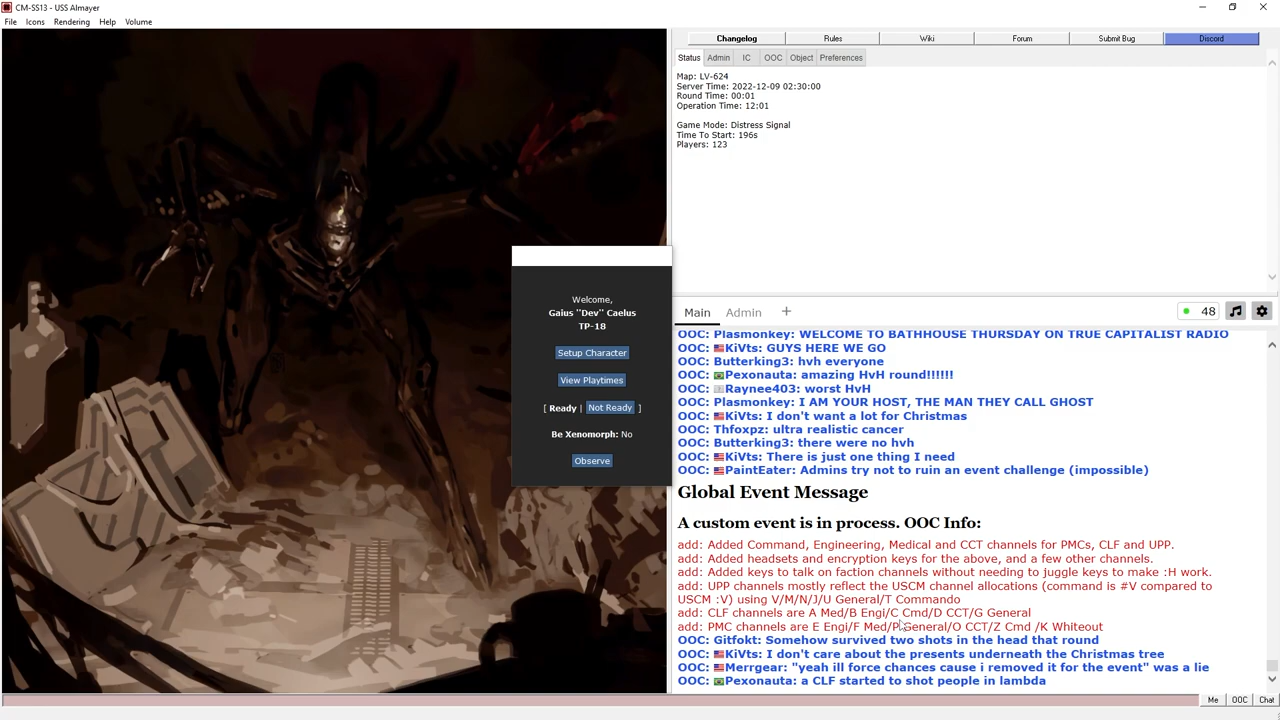 CM-SS13 - USS Almayer
File Icons Rendering Help Volume
Changelog Rules Wiki Forum Submit Bug Discord
Status Admin IC OOC Object Preferences
Map: LV-624
Server Time: 2022-12-09 02:30:00
Round Time: 00:01
Operation Time: 12:01
Game Mode: Distress Signal
Time To Start: 196s
Players: 123
Welcome,
Gaius "Dev" Caelus
TP-18
Setup Character
View Playtimes
[ Ready | Not Ready ]
Be Xenomorph: No
Observe
Main Admin + 48
OOC: Plasmonkey: WELCOME TO BATHHOUSE THURSDAY ON TRUE CAPITALIST RADIO
OOC: KiVts: GUYS HERE WE GO
OOC: Butterking3: hvh everyone
OOC: Pexonauta: amazing HvH round!!!!!!
OOC: Raynee403: worst HvH
OOC: Plasmonkey: I AM YOUR HOST, THE MAN THEY CALL GHOST
OOC: KiVts: I don't want a lot for Christmas
OOC: Thfoxpz: ultra realistic cancer
OOC: Butterking3: there were no hvh
OOC: KiVts: There is just one thing I need
OOC: PaintEater: Admins try not to ruin an event challenge (impossible)
Global Event Message
A custom event is in process. OOC Info:
add: Added Command, Engineering, Medical and CCT channels for PMCs, CLF and UPP.
add: Added headsets and encryption keys for the above, and a few other channels.
add: Added keys to talk on faction channels without needing to juggle keys to make :H work.
add: UPP channels mostly reflect the USCM channel allocations (command is #V compared to
USCM :V) using V/M/N/J/U General/T Commando
add: CLF channels are A Med/B Engi/C Cmd/D CCT/G General
add: PMC channels are E Engi/F Med/P General/O CCT/Z Cmd /K Whiteout
OOC: Gitfokt: Somehow survived two shots in the head that round
OOC: KiVts: I don't care about the presents underneath the Christmas tree
OOC: Merrgear: "yeah ill force chances cause i removed it for the event" was a lie
OOC: Pexonauta: a CLF started to shot people in lambda
Me OOC Chat